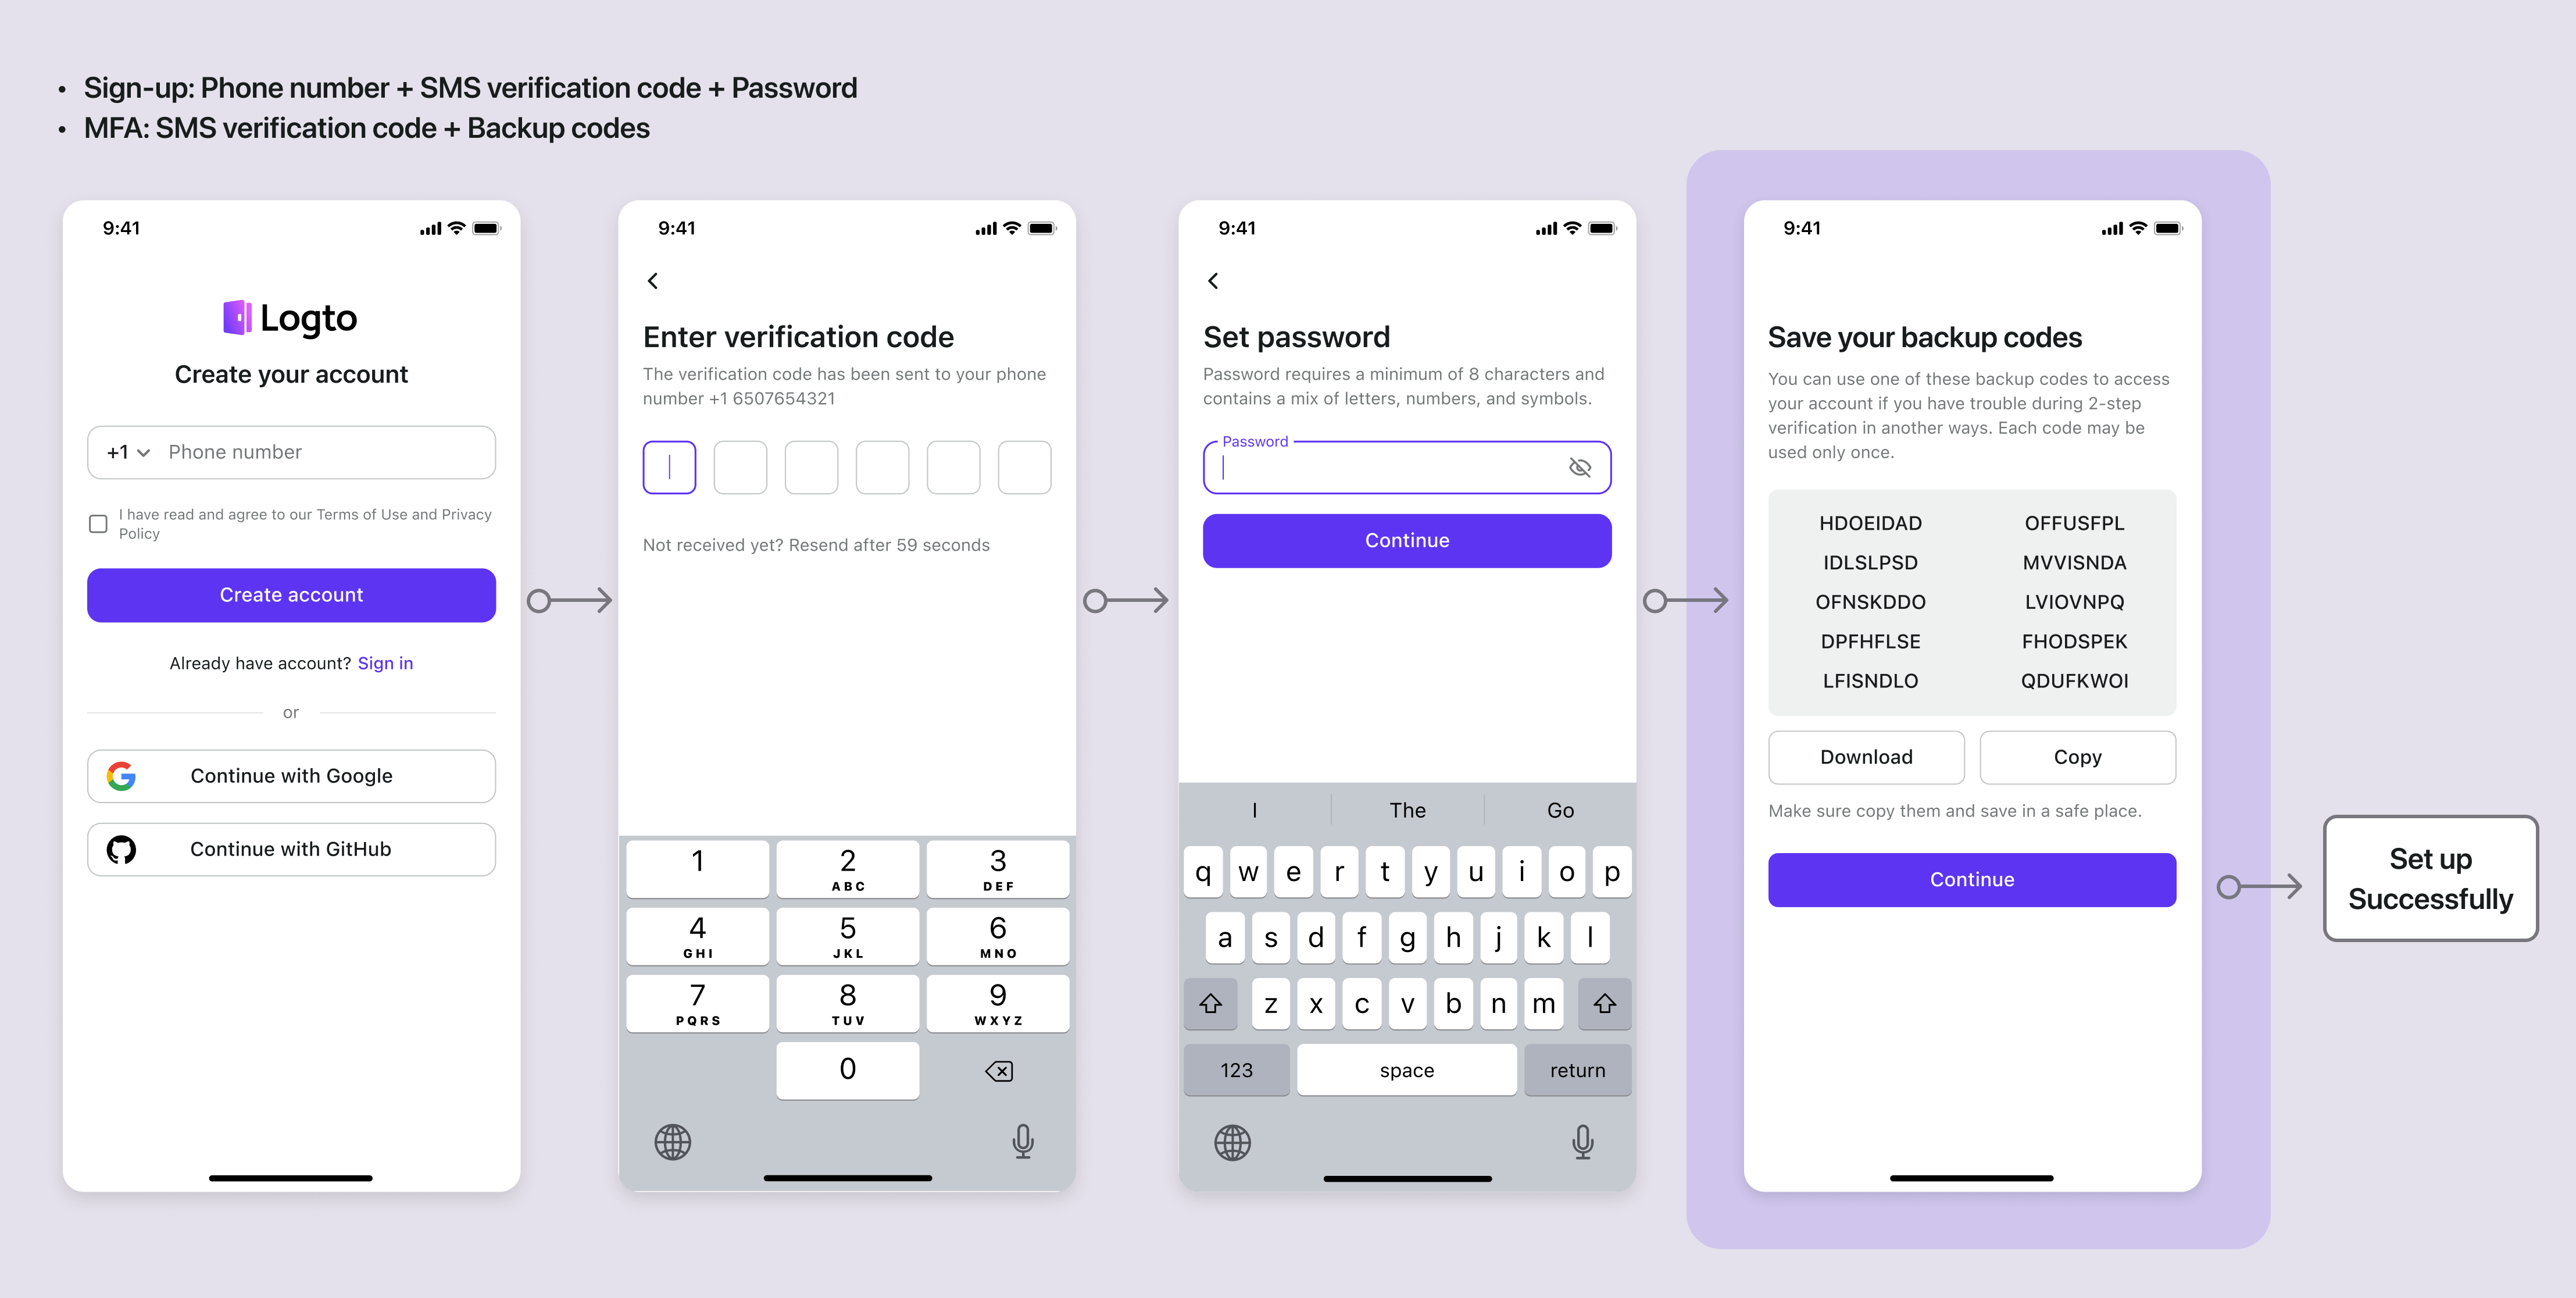 • Sign-up: Phone number + SMS verification code + Password
• MFA: SMS verification code + Backup codes
9:41
Logto
Create your account
+1 Phone number
I have read and agree to our Terms of Use and Privacy
Policy
Create account
Already have account? Sign in
or
Continue with Google
Continue with GitHub
9:41
Enter verification code
The verification code has been sent to your phone
number +1 6507654321
Not received yet? Resend after 59 seconds
1 2 3
ABC DEF
4 5 6
GHI JKL MNO
7 8 9
PQRS TUV WXYZ
0
9:41
Set password
Password requires a minimum of 8 characters and
contains a mix of letters, numbers, and symbols.
Password
Continue
I The Go
q w e r t y u i o p
a s d f g h j k l
z x c v b n m
123 space return
9:41
Save your backup codes
You can use one of these backup codes to access
your account if you have trouble during 2-step
verification in another ways. Each code may be
used only once.
HDOEIDAD OFFUSFPL
IDLSLPSD MVVISNDA
OFNSKDDO LVIOVNPQ
DPFHFLSE FHODSPEK
LFISNDLO QDUFKWOI
Download Copy
Make sure copy them and save in a safe place.
Continue
Set up
Successfully